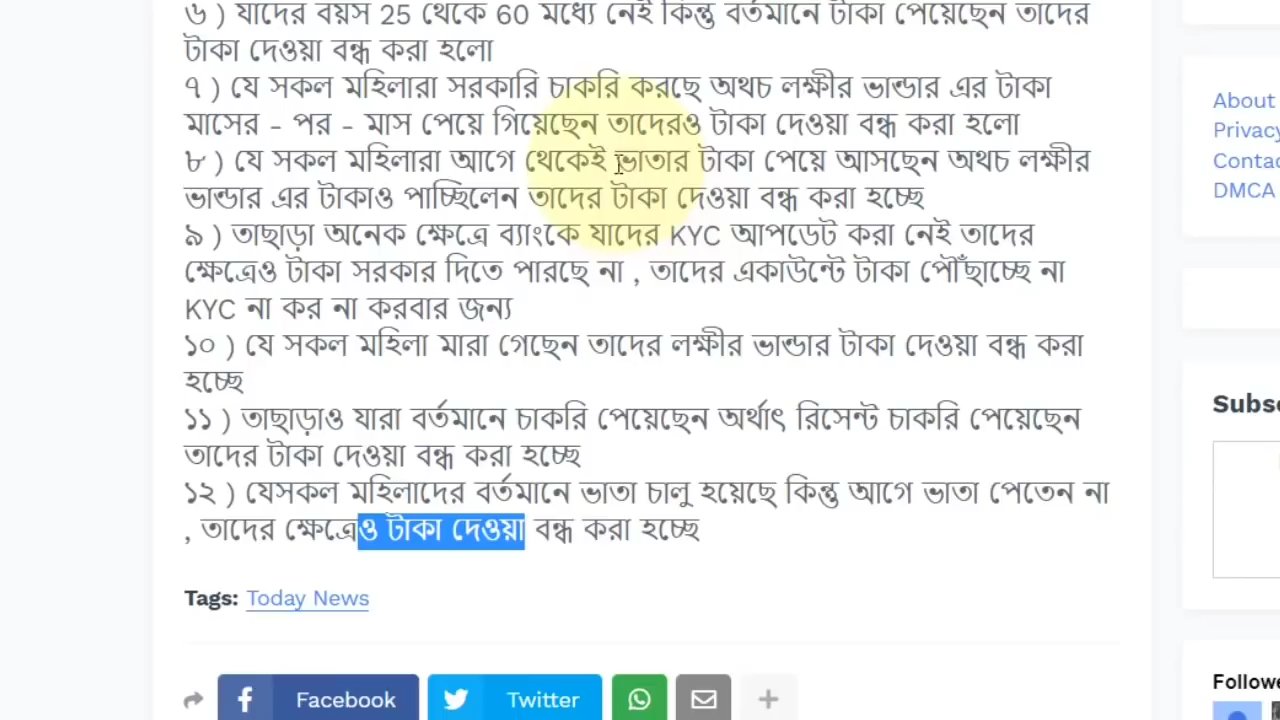 ৬ ) যাদের বয়স 25 থেকে 60 মধ্যে নেই কিন্তু বর্তমানে টাকা পেয়েছেন তাদের
টাকা দেওয়া বন্ধ করা হলো
৭ ) যে সকল মহিলারা সরকারি চাকরি করছে অথচ লক্ষীর ভান্ডার এর টাকা
মাসের - পর - মাস পেয়ে গিয়েছেন তাদেরও টাকা দেওয়া বন্ধ করা হলো
৮ ) যে সকল মহিলারা আগে থেকেই ভাতার টাকা পেয়ে আসছেন অথচ লক্ষীর
ভান্ডার এর টাকাও পাচ্ছিলেন তাদের টাকা দেওয়া বন্ধ করা হচ্ছে
৯ ) তাছাড়া অনেক ক্ষেত্রে ব্যাংকে যাদের KYC আপডেট করা নেই তাদের
ক্ষেত্রেও টাকা সরকার দিতে পারছে না , তাদের একাউন্টে টাকা পৌঁছাচ্ছে না
KYC না কর না করবার জন্য
১০ ) যে সকল মহিলা মারা গেছেন তাদের লক্ষীর ভান্ডার টাকা দেওয়া বন্ধ করা
হচ্ছে
১১ ) তাছাড়াও যারা বর্তমানে চাকরি পেয়েছেন অর্থাৎ রিসেন্ট চাকরি পেয়েছেন
তাদের টাকা দেওয়া বন্ধ করা হচ্ছে
১২ ) যেসকল মহিলাদের বর্তমানে ভাতা চালু হয়েছে কিন্তু আগে ভাতা পেতেন না
, তাদের ক্ষেত্রেও টাকা দেওয়া বন্ধ করা হচ্ছে
Tags: Today News
Facebook
Twitter
About
Privacy
Contac
DMCA
Subsc
Followe